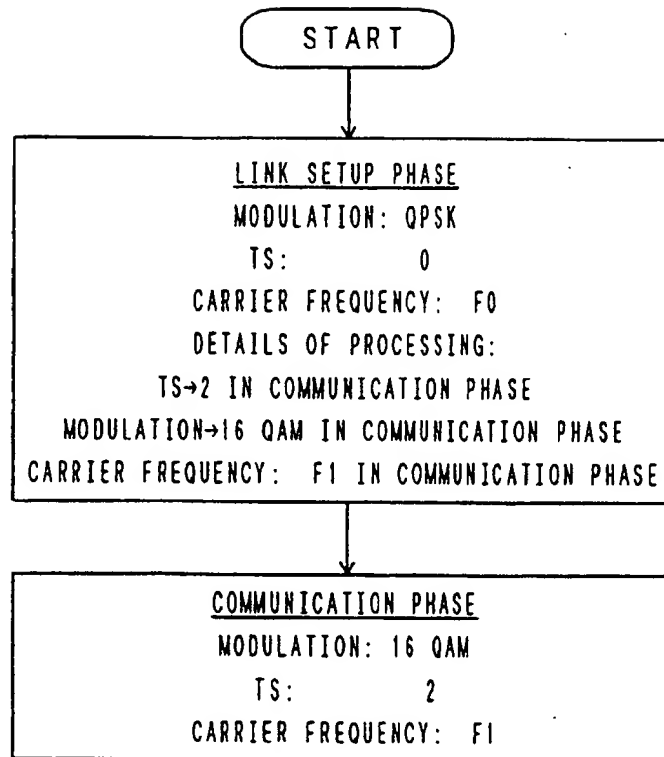 START
LINK SETUP PHASE
MODULATION: QPSK
TS: 0
CARRIER FREQUENCY: F0
DETAILS OF PROCESSING:
TS→2 IN COMMUNICATION PHASE
MODULATION→16 QAM IN COMMUNICATION PHASE
CARRIER FREQUENCY: F1 IN COMMUNICATION PHASE
COMMUNICATION PHASE
MODULATION: 16 QAM
TS: 2
CARRIER FREQUENCY: F1